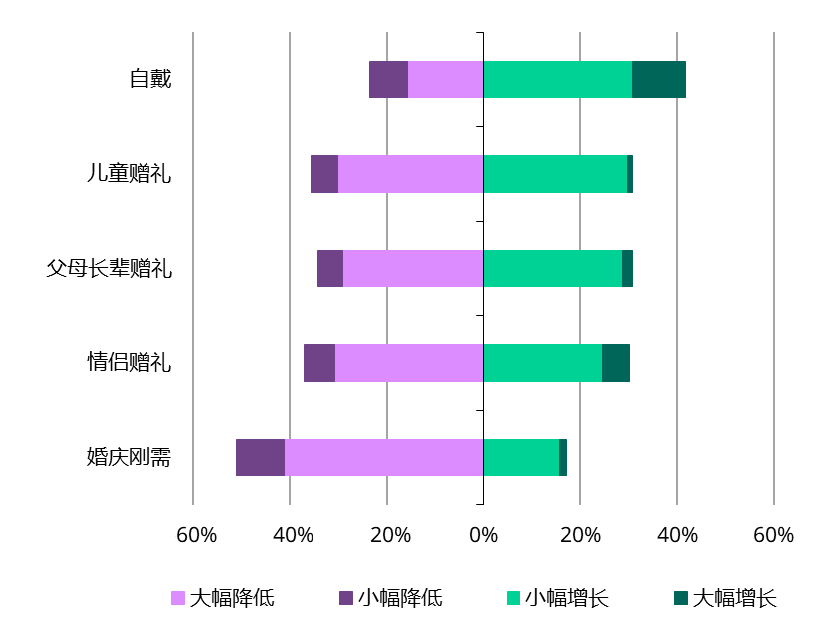 自戴
儿童赠礼
父母长辈赠礼
情侣赠礼
婚庆刚需
60% 40% 20% 0% 20% 40% 60%
大幅降低 小幅降低 小幅增长 大幅增长